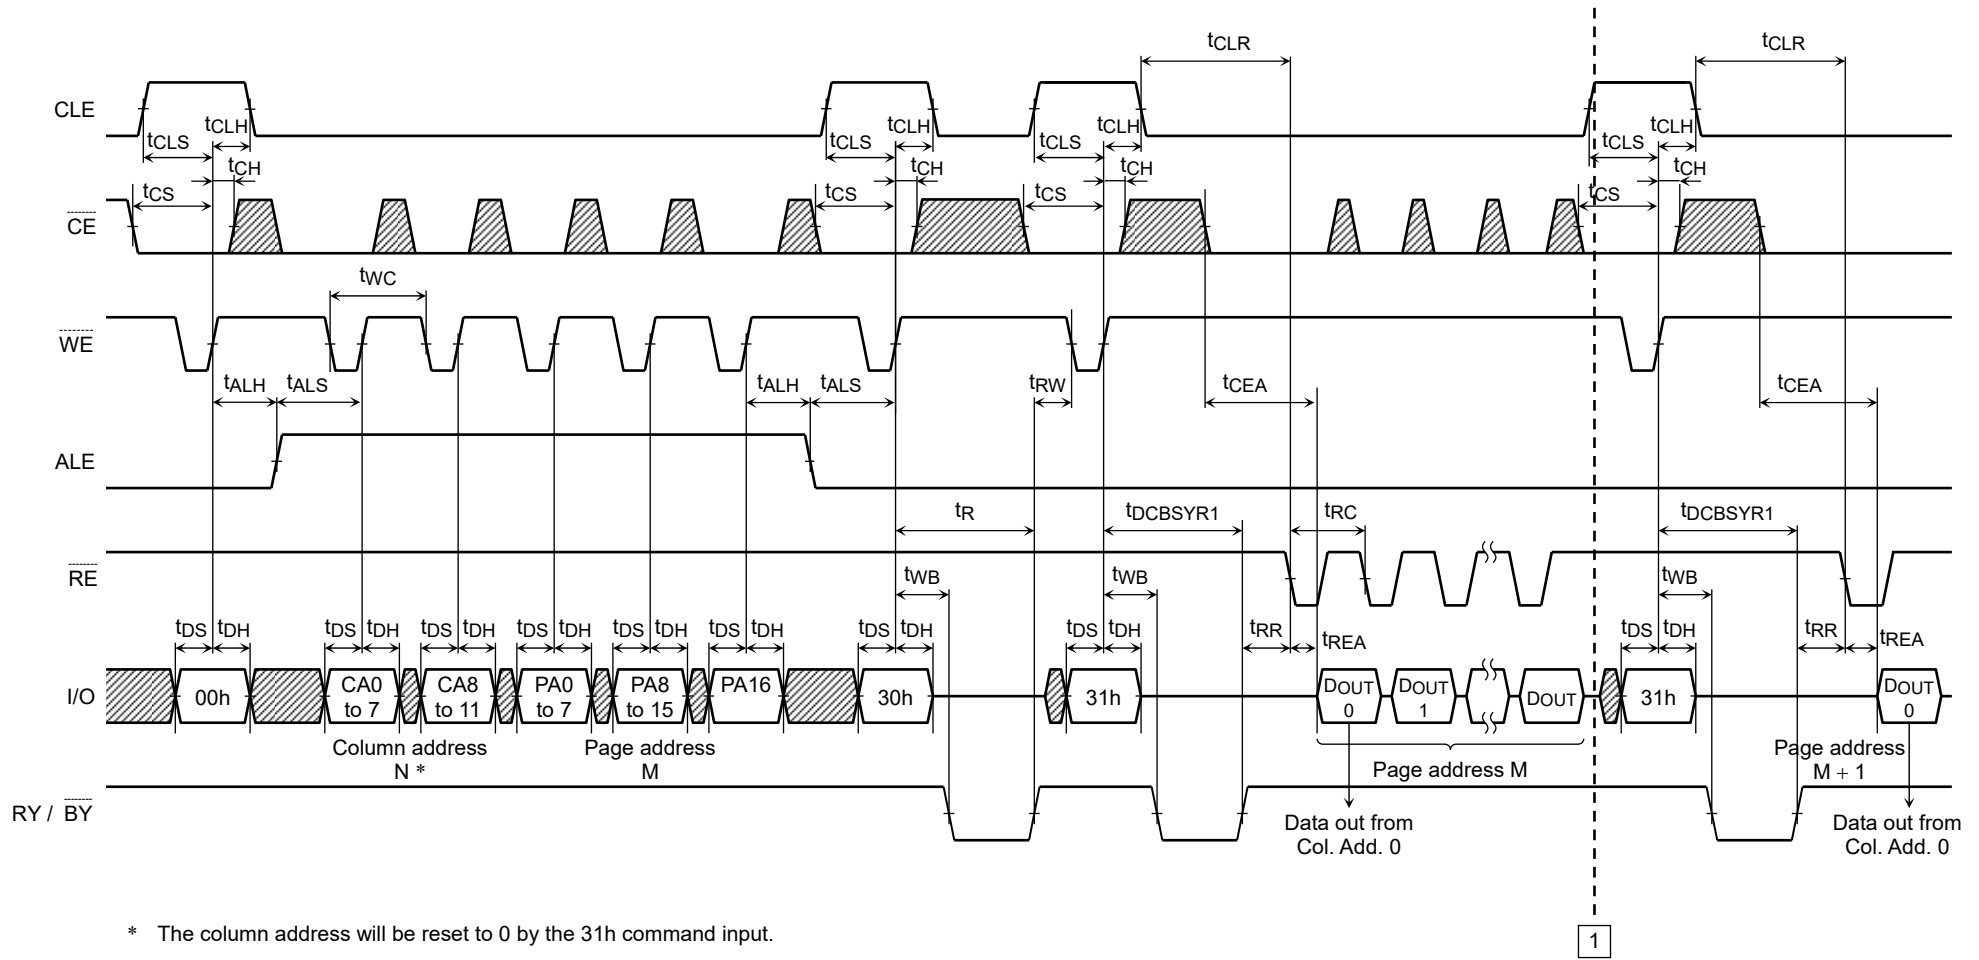 tCLR tCLR
CLE
tCLS tCLH tCLS tCLH tCLS tCLH tCLS tCLH
tCH tCH tCH tCH
tCS tCS tCS tCS
CE
tWC
WE
tALH tALS tALH tALS tRW tCEA tCEA
ALE
tR tDCBSYR1 tRC tDCBSYR1
RE
tWB tWB tWB
tDS tDH tDS tDH tDS tDH tDS tDH tDS tDH tDS tDH tDS tDH tDS tDH tRR tREA tDS tDH tRR tREA
I/O
00h
CA0
to 7
CA8
to 11
PA0
to 7
PA8
to 15
PA16
30h
31h
DOUT
0
DOUT
1
DOUT
31h
DOUT
0
Column address
N *
Page address
M
Page address M
Page address
M + 1
RY / BY
Data out from
Col. Add. 0
Data out from
Col. Add. 0
* The column address will be reset to 0 by the 31h command input.
1